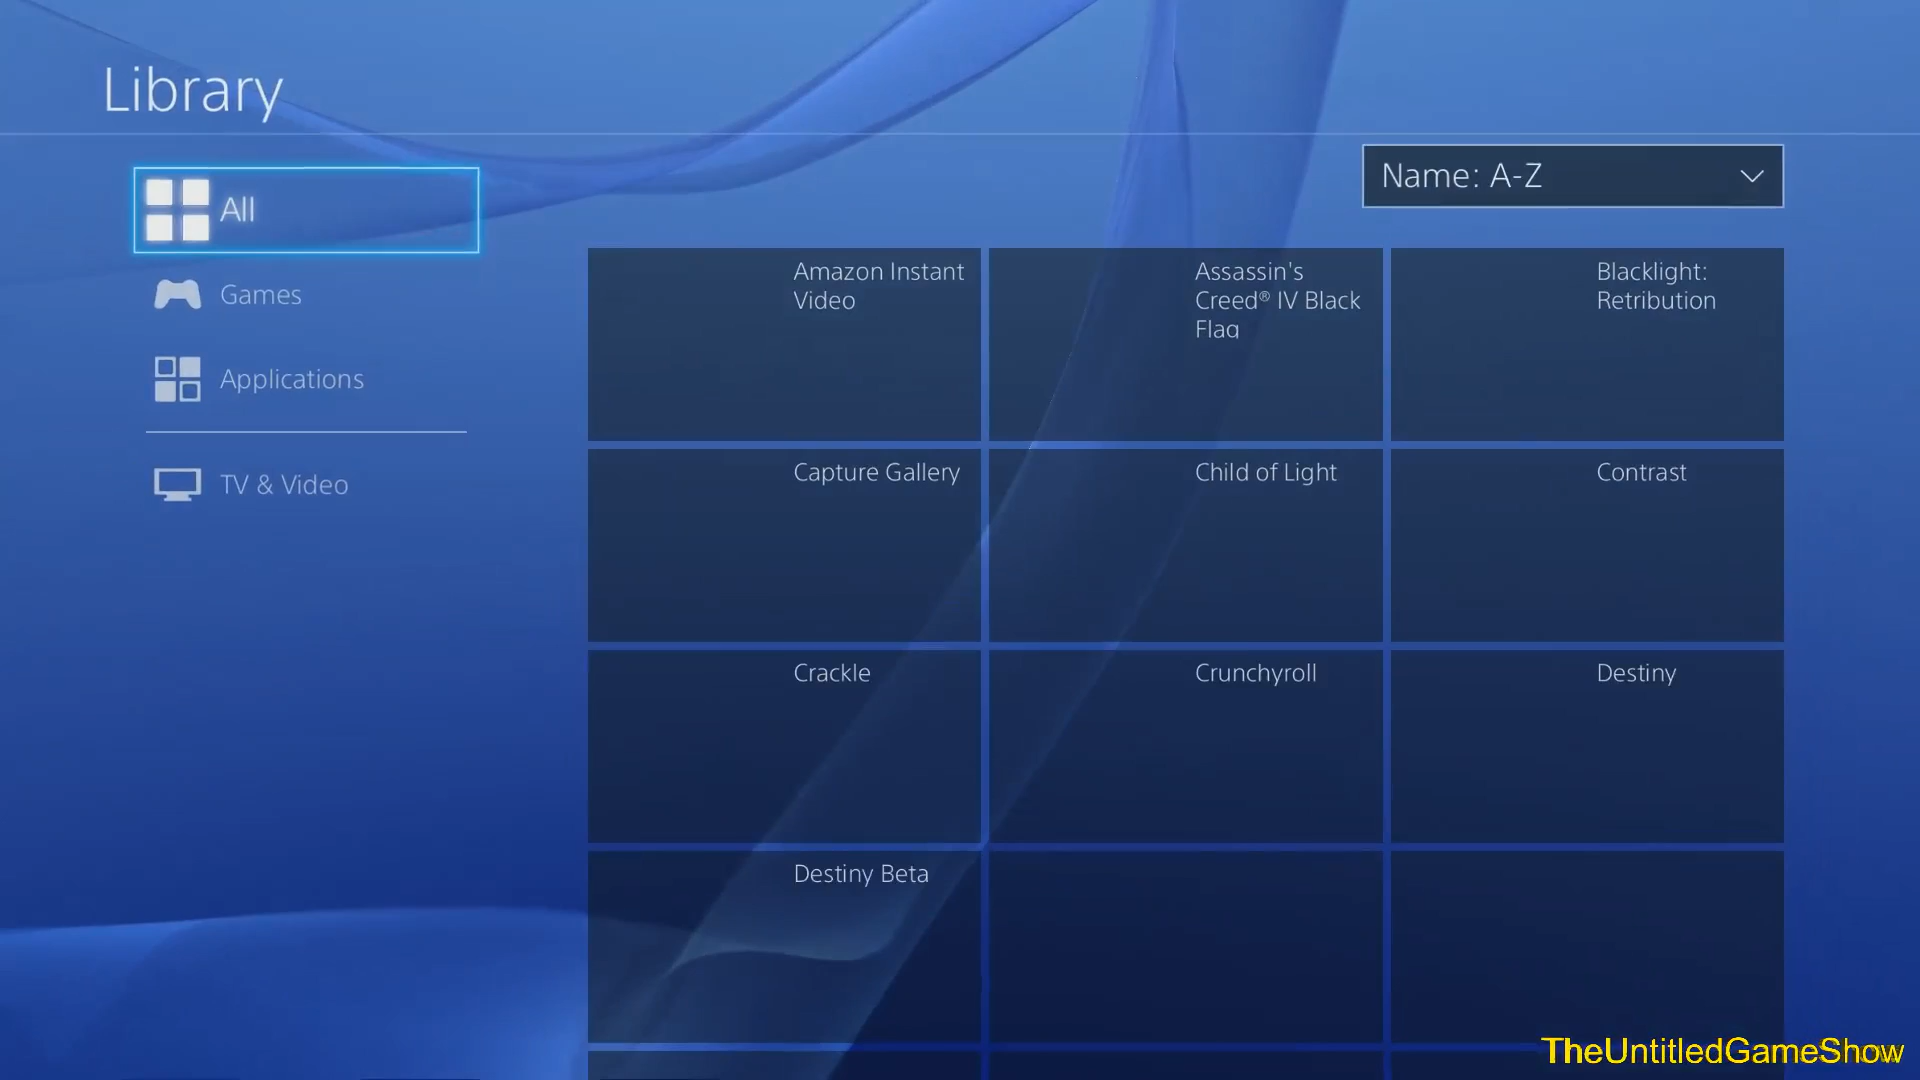 Library
All
Games
Applications
TV & Video
Name: A-Z
Amazon Instant
Video
Assassin's
Creed® IV Black
Flag
Blacklight:
Retribution
Capture Gallery
Child of Light
Contrast
Crackle
Crunchyroll
Destiny
Destiny Beta
TheUntitledGameShow